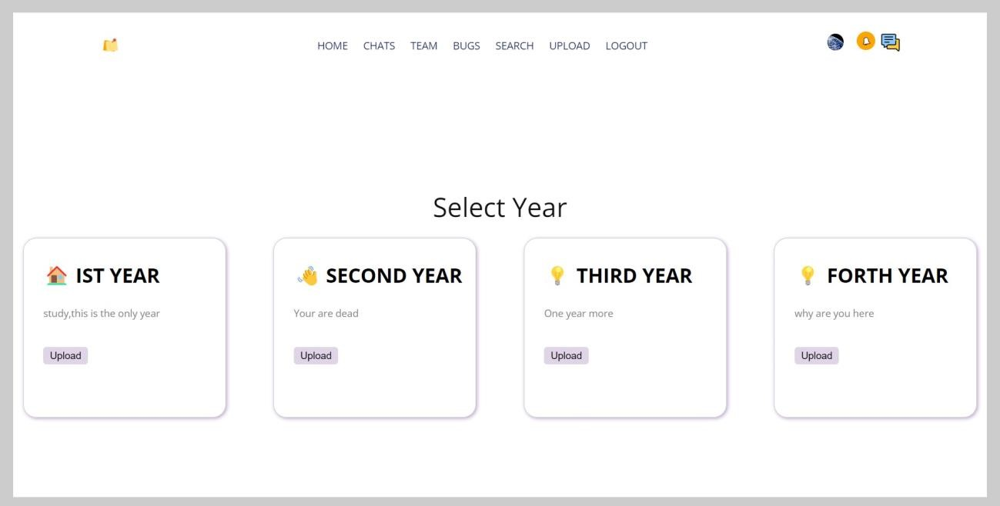 HOME CHATS TEAM BUGS SEARCH UPLOAD LOGOUT
Select Year
IST YEAR
study,this is the only year
Upload
SECOND YEAR
Your are dead
Upload
THIRD YEAR
One year more
Upload
FORTH YEAR
why are you here
Upload